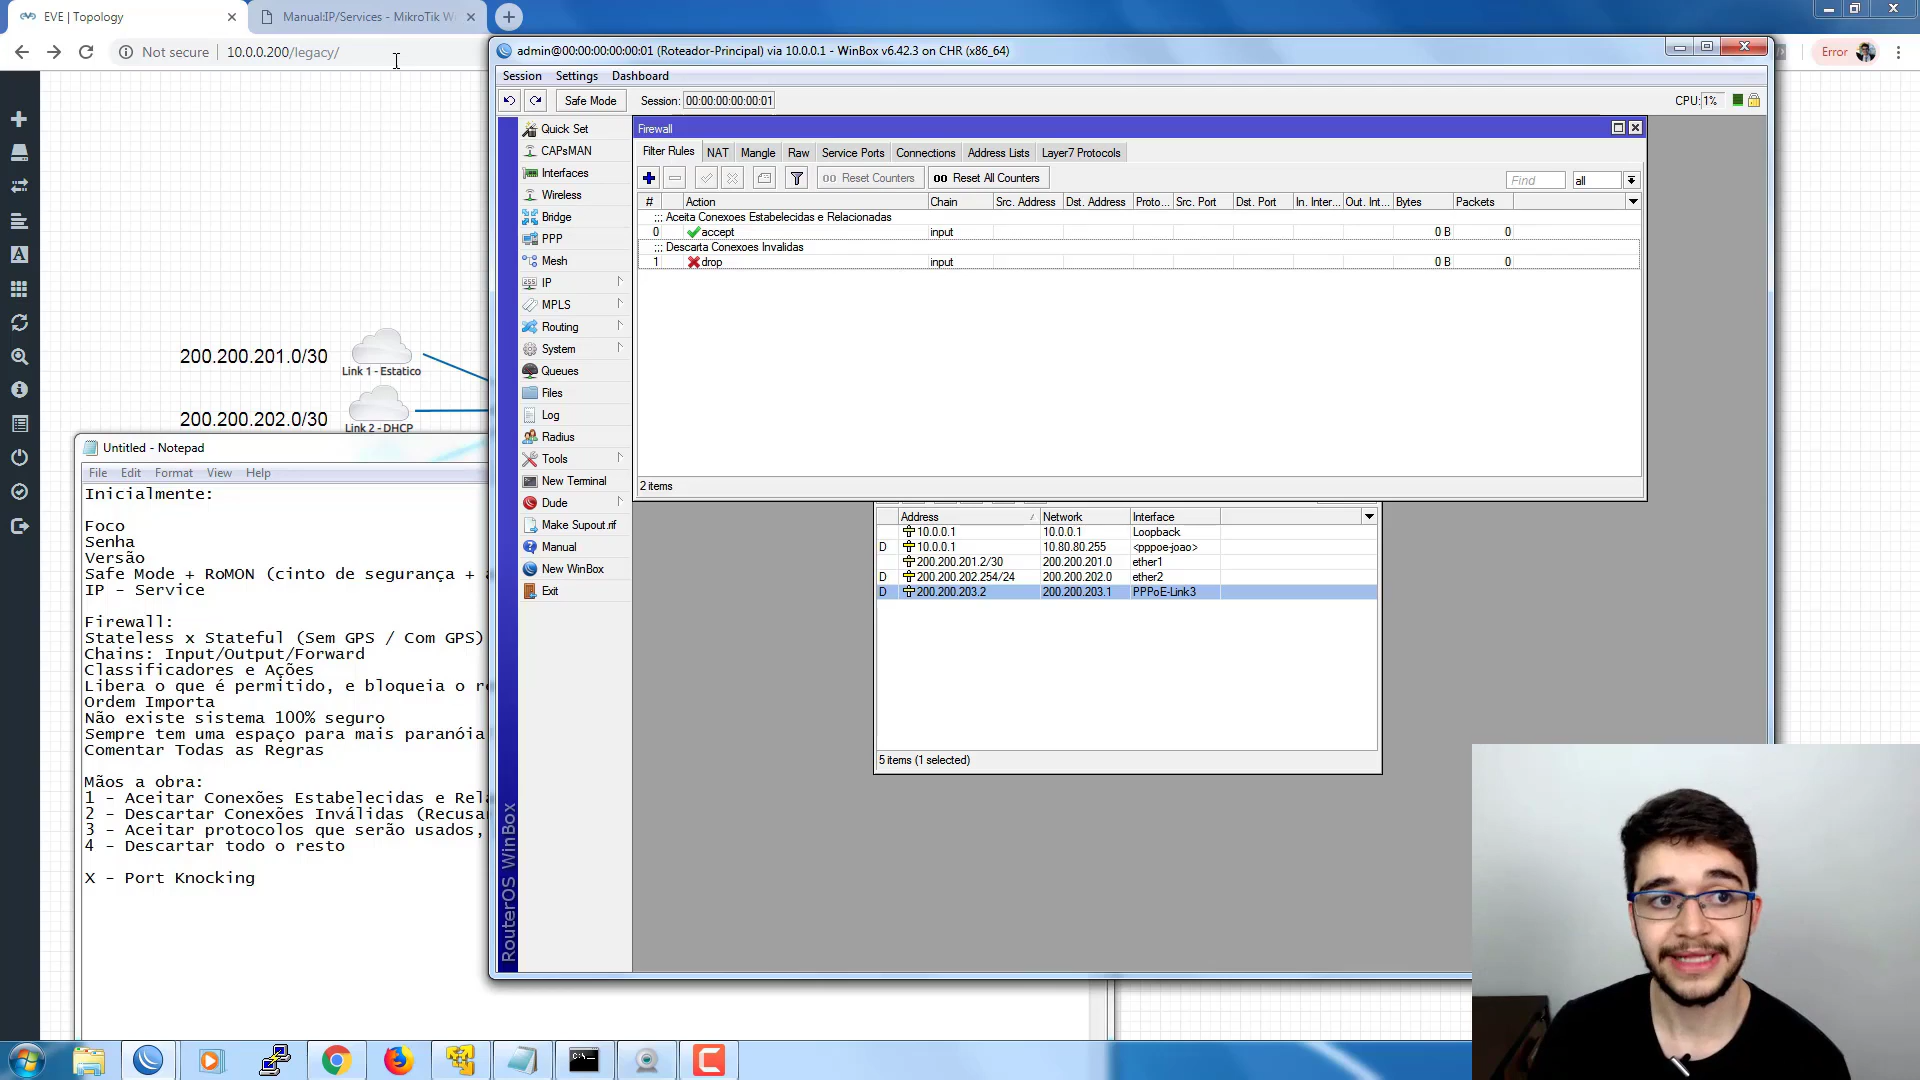 EVE | Topology
Manual:IP/Services - MikroTik W
Not secure
10.0.0.200/legacy/
Error
admin@00:00:00:00:00:01 (Roteador-Principal) via 10.0.0.1 - WinBox v6.42.3 on CHR (x86_64)
Session Settings Dashboard
Safe Mode
Session: 00:00:00:00:00:01
CPU: 1%
Quick Set
CAPsMAN
Interfaces
Wireless
Bridge
PPP
Mesh
IP
MPLS
Routing
System
Queues
Files
Log
Radius
Tools
New Terminal
Dude
Make Supout.rif
Manual
New WinBox
Exit
RouterOS WinBox
Firewall
Filter Rules NAT Mangle Raw Service Ports Connections Address Lists Layer7 Protocols
00 Reset Counters 00 Reset All Counters
Find
all
# Action Chain Src. Address Dst. Address Proto... Src. Port Dst. Port In. Inter... Out. Int... Bytes Packets
;;; Aceita Conexoes Estabelecidas e Relacionadas
0 accept input 0 B 0
;;; Descarta Conexoes Invalidas
1 drop input 0 B 0
2 items
Address Network Interface
10.0.0.1 10.0.0.1 Loopback
D 10.0.0.1 10.80.80.255 <pppoe-joao>
200.200.201.2/30 200.200.201.0 ether1
D 200.200.202.254/24 200.200.202.0 ether2
D 200.200.203.2 200.200.203.1 PPPoE-Link3
5 items (1 selected)
200.200.201.0/30
Link 1 - Estatico
200.200.202.0/30
Link 2 - DHCP
Untitled - Notepad
File Edit Format View Help
Inicialmente:
Foco
Senha
Versão
Safe Mode + RoMON (cinto de segurança +
IP - Service
Firewall:
Stateless x Stateful (Sem GPS / Com GPS)
Chains: Input/Output/Forward
Classificadores e Ações
Libera o que é permitido, e bloqueia o
Ordem Importa
Não existe sistema 100% seguro
Sempre tem uma espaço para mais paranóia
Comentar Todas as Regras
Mãos a obra:
1 - Aceitar Conexões Estabelecidas e
2 - Descartar Conexões Inválidas
3 - Aceitar protocolos que serão usados,
4 - Descartar todo o resto
X - Port Knocking